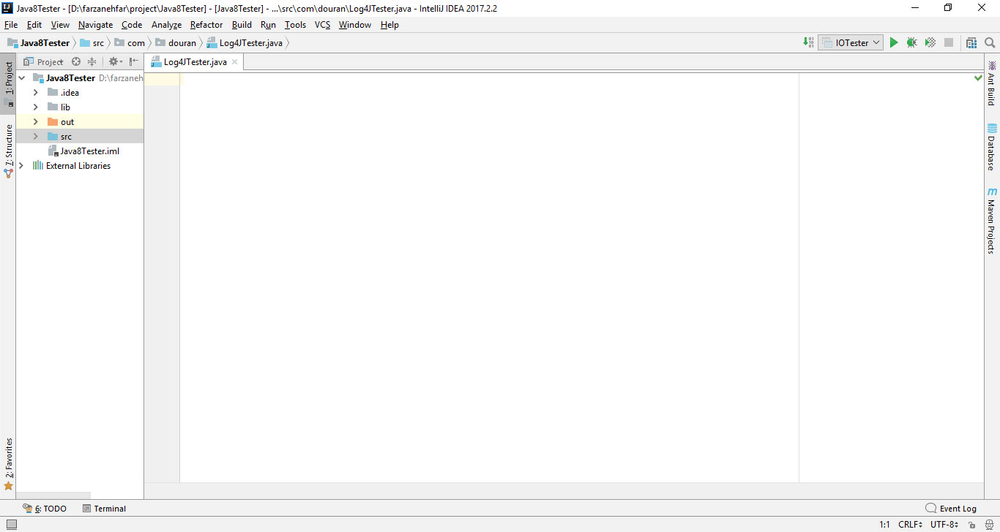 Java8Tester - [D:\farzanehfar\project\Java8Tester] - [Java8Tester] - ...\src\com\douran\Log4JTester.java - IntelliJ IDEA 2017.2.2
File Edit View Navigate Code Analyze Refactor Build Run Tools VCS Window Help
Java8Tester src com douran Log4JTester.java IOTester
Project Log4JTester.java
Java8Tester D:\farzaneh
.idea
lib
out
src
Java8Tester.iml
External Libraries
1: Project
7: Structure
2: Favorites
Ant Build
Database
Maven Projects
6: TODO Terminal Event Log
1:1 CRLF UTF-8